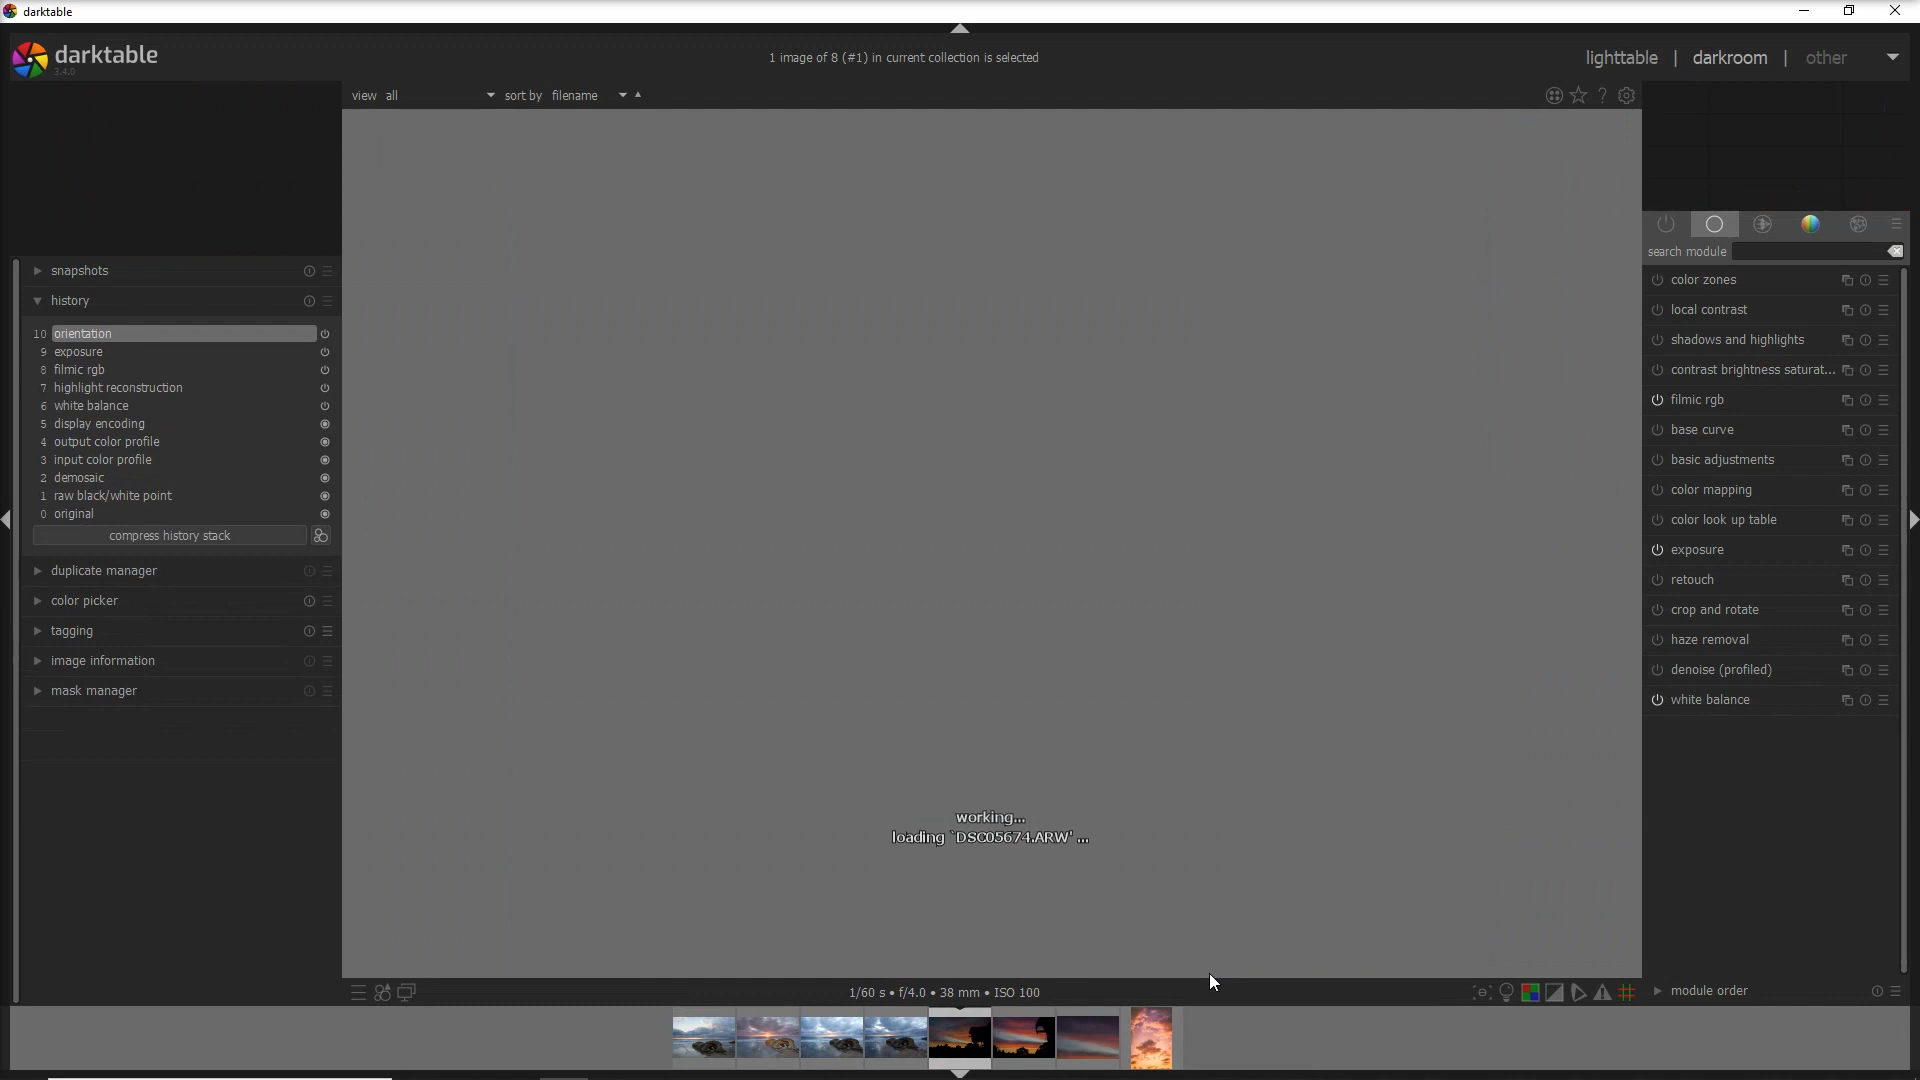 darktable
darktable
3.4.0
1 image of 8 (#1) in current collection is selected
lighttable | darkroom | other
view all sort by filename
search module
snapshots
history
10 orientation
9 exposure
8 filmic rgb
7 highlight reconstruction
6 white balance
5 display encoding
4 output color profile
3 input color profile
2 demosaic
1 raw black/white point
0 original
compress history stack
duplicate manager
color picker
tagging
image information
mask manager
working...
loading `DSC05674.ARW' ...
color zones
local contrast
shadows and highlights
contrast brightness saturat...
filmic rgb
base curve
basic adjustments
color mapping
color look up table
exposure
retouch
crop and rotate
haze removal
denoise (profiled)
white balance
1/60 s • f/4.0 • 38 mm • ISO 100
module order